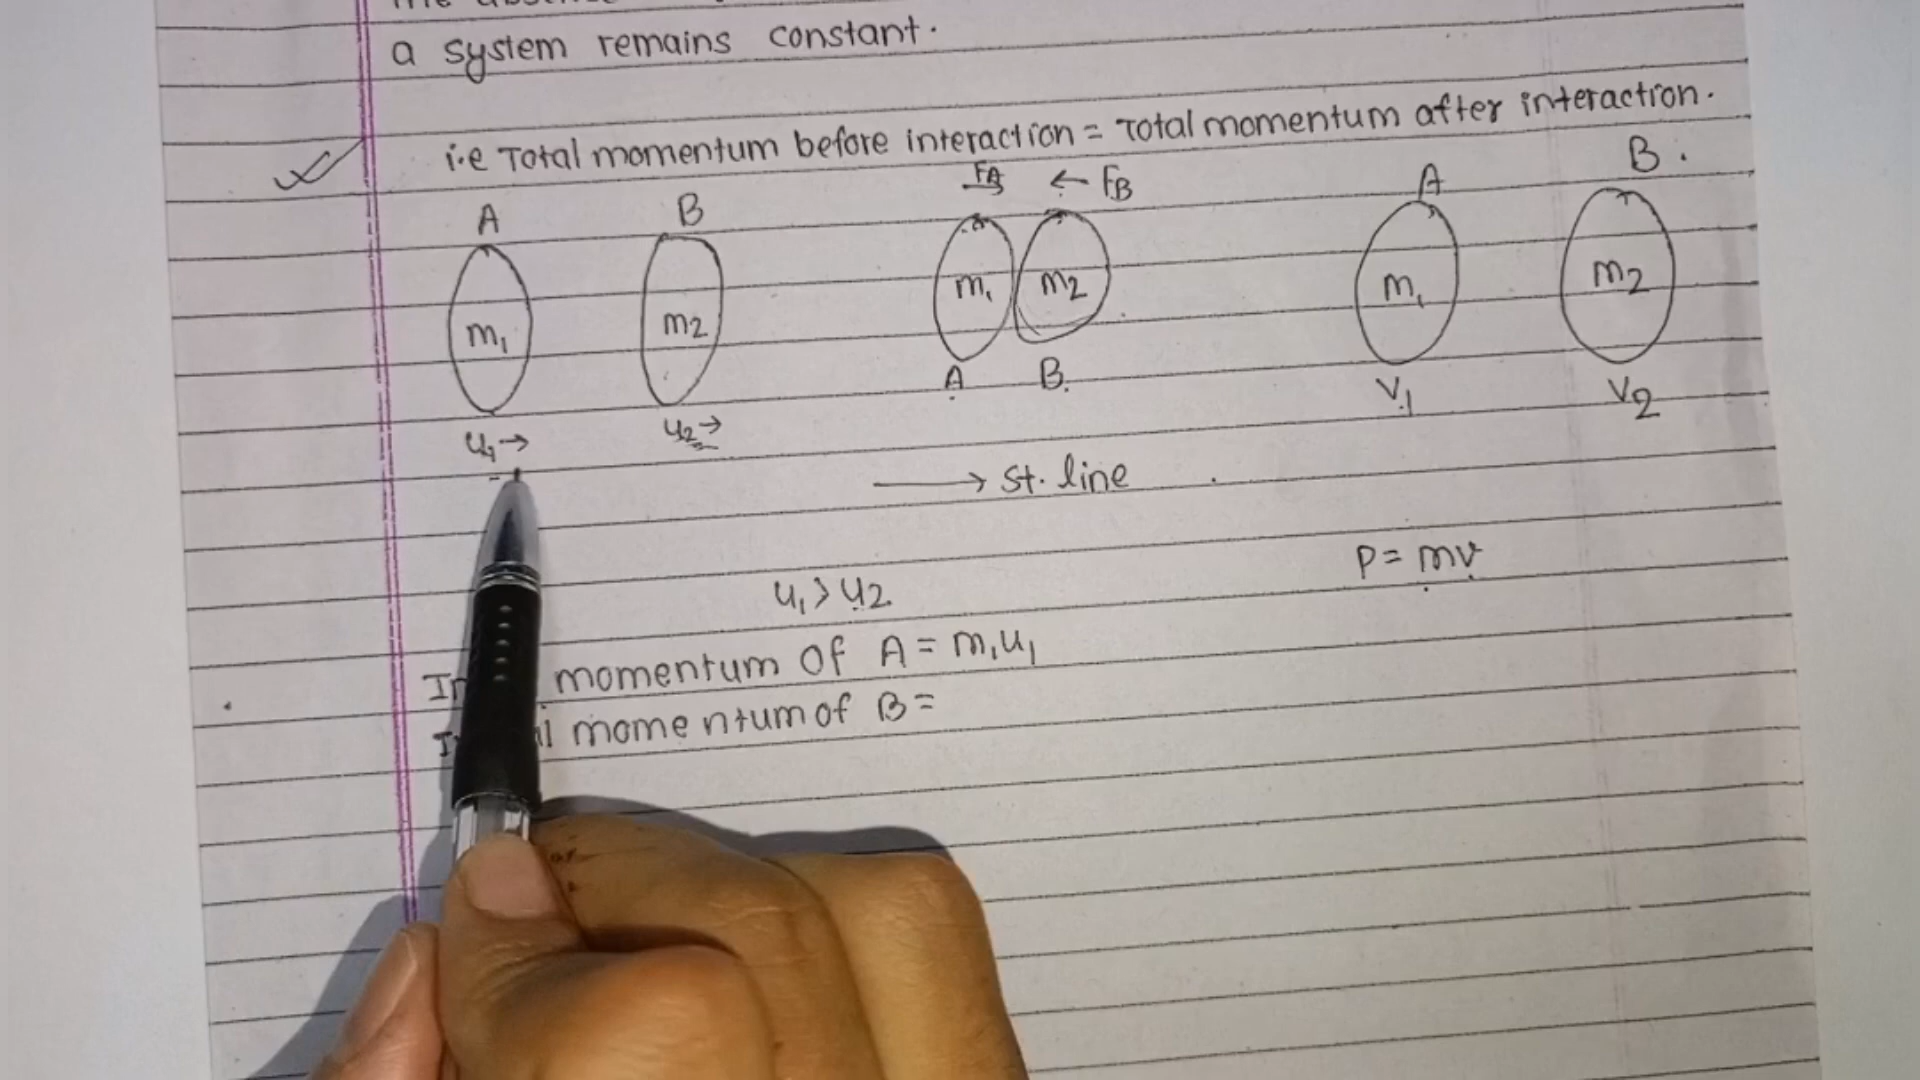 a system remains constant.
i.e Total momentum before interaction = Total momentum after interaction.
A B FA ← FB A B.
m1 m2 m1 m2 m1 m2
A B. V1 V2
u1→ u2→
→ St. line
P = mv
u1 > u2
momentum Of A = m1u1
momentum of B =